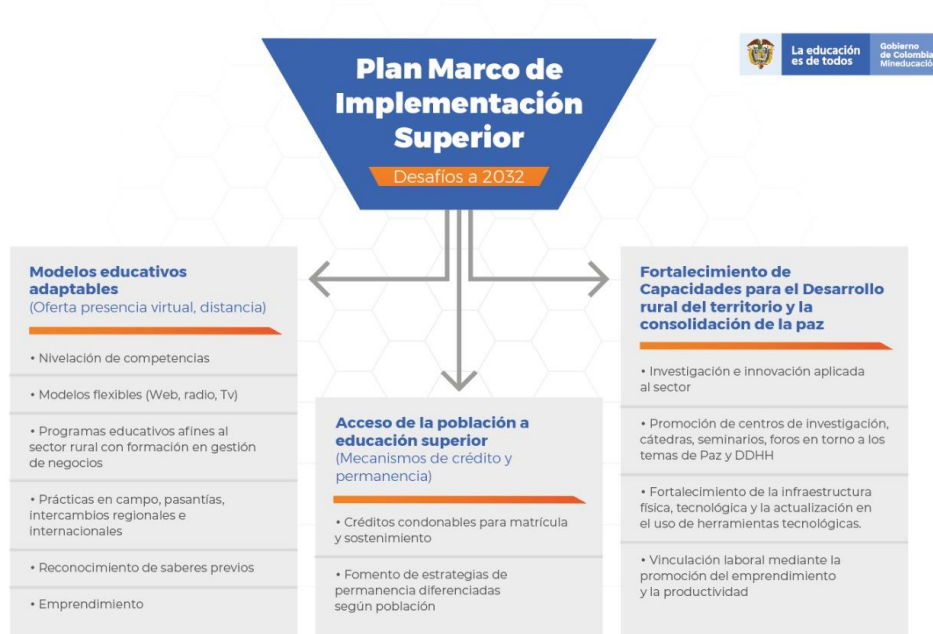 Plan Marco de
Implementación
Superior
Desafíos a 2032
La educación
es de todos
Gobierno
de Colombia
Mineducación
Modelos educativos
adaptables
(Oferta presencia virtual, distancia)
• Nivelación de competencias
• Modelos flexibles (Web, radio, Tv)
• Programas educativos afines al
sector rural con formación en gestión
de negocios
• Prácticas en campo, pasantías,
intercambios regionales e
internacionales
• Reconocimiento de saberes previos
• Emprendimiento
Acceso de la población a
educación superior
(Mecanismos de crédito y
permanencia)
• Créditos condonables para matrícula
y sostenimiento
• Fomento de estrategias de
permanencia diferenciadas
según población
Fortalecimiento de
Capacidades para el Desarrollo
rural del territorio y la
consolidación de la paz
• Investigación e innovación aplicada
al sector
• Promoción de centros de investigación,
cátedras, seminarios, foros en torno a los
temas de Paz y DDHH
• Fortalecimiento de la infraestructura
física, tecnológica y la actualización en
el uso de herramientas tecnológicas.
• Vinculación laboral mediante la
promoción del emprendimiento
y la productividad